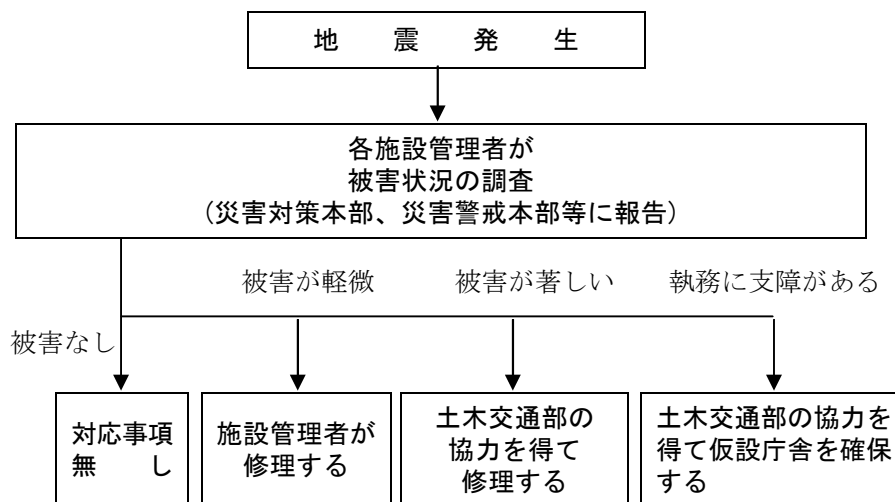 地　震　発　生
各施設管理者が
被害状況の調査
（災害対策本部、災害警戒本部等に報告）
被害が軽微　被害が著しい　執務に支障がある
被害なし
対応事項
無　し
施設管理者が
修理する
土木交通部の
協力を得て
修理する
土木交通部の協力を
得て仮設庁舎を確保
する